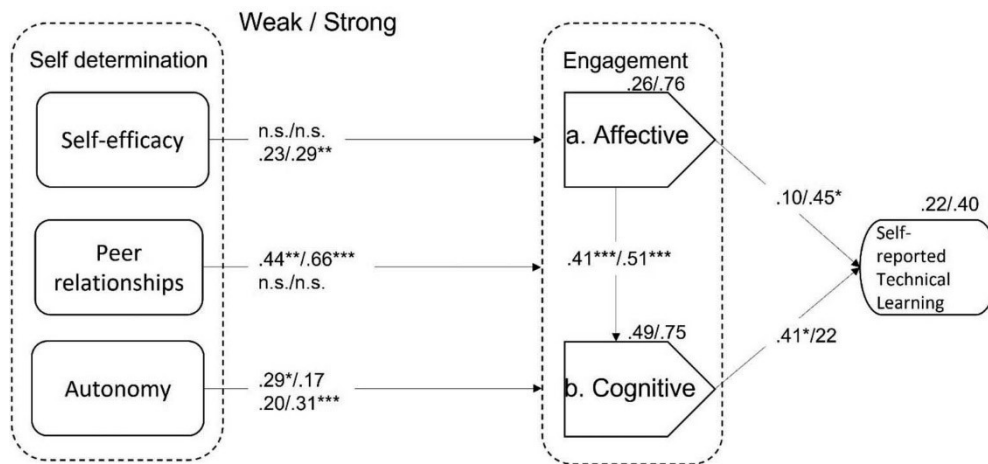 Weak / Strong
Self determination
Self-efficacy
Peer
relationships
Autonomy
n.s./n.s.
.23/.29**
.44**/.66***
n.s./n.s.
.29*/.17
.20/.31***
Engagement
.26/.76
a. Affective
.41***/.51***
.49/.75
b. Cognitive
.10/.45*
.41*/22
.22/.40
Self-
reported
Technical
Learning